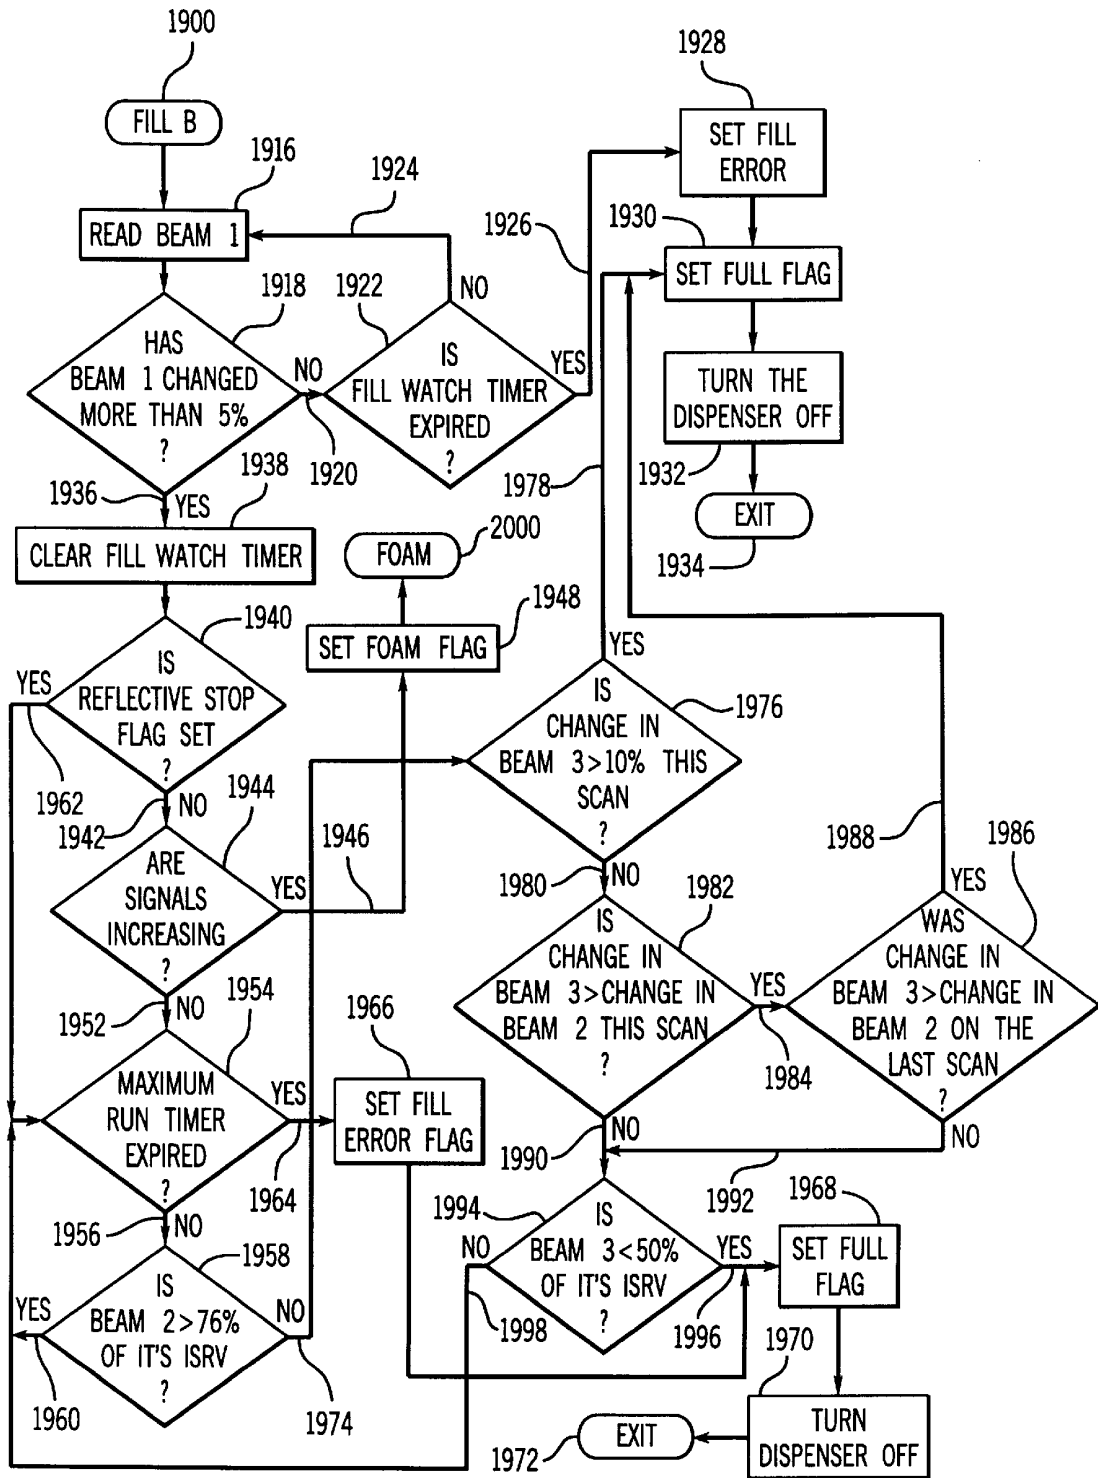 1900
FILL B
1916
READ BEAM 1
1924
1918
HAS
BEAM 1 CHANGED
MORE THAN 5%
?
NO
1920
1922
IS
FILL WATCH TIMER
EXPIRED
?
NO
YES
1926
1928
SET FILL
ERROR
1930
SET FULL FLAG
TURN THE
DISPENSER OFF
1932
EXIT
1934
1936
YES
1938
CLEAR FILL WATCH TIMER
1940
IS
REFLECTIVE STOP
FLAG SET
?
YES
1962
1942
NO
1944
ARE
SIGNALS
INCREASING
?
YES
1946
2000
FOAM
1948
SET FOAM FLAG
1952
NO
1954
MAXIMUM
RUN TIMER
EXPIRED
?
YES
1964
1966
SET FILL
ERROR FLAG
1956
NO
1958
IS
BEAM 2>76%
OF IT'S ISRV
?
YES
1960
NO
1974
1978
YES
1976
IS
CHANGE IN
BEAM 3>10% THIS
SCAN
?
1980
NO
1982
IS
CHANGE IN
BEAM 3>CHANGE IN
BEAM 2 THIS SCAN
?
YES
1984
1988
1986
YES
WAS
CHANGE IN
BEAM 3>CHANGE IN
BEAM 2 ON THE
LAST SCAN
?
NO
1990
NO
1992
1994
IS
BEAM 3<50%
OF IT'S ISRV
?
NO
1998
YES
1996
1968
SET FULL
FLAG
1970
TURN
DISPENSER OFF
EXIT
1972